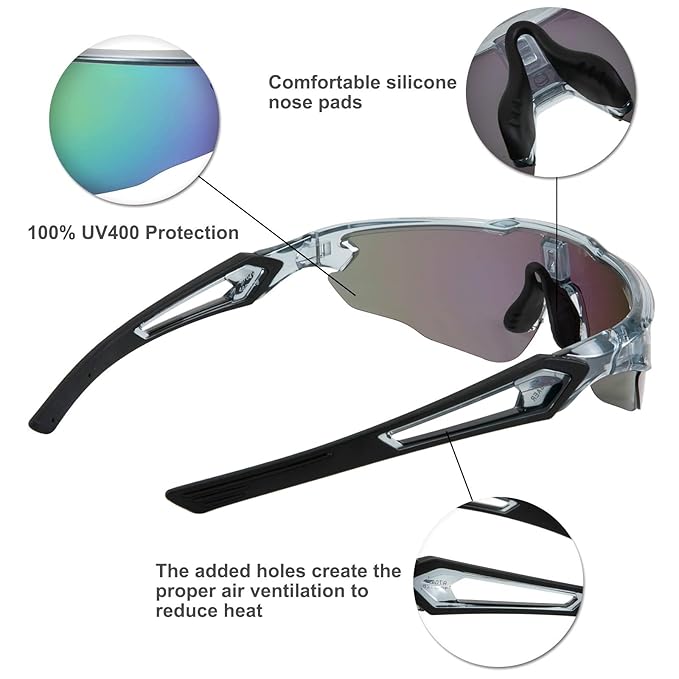 Comfortable silicone
nose pads
100% UV400 Protection
The added holes create the
proper air ventilation to
reduce heat